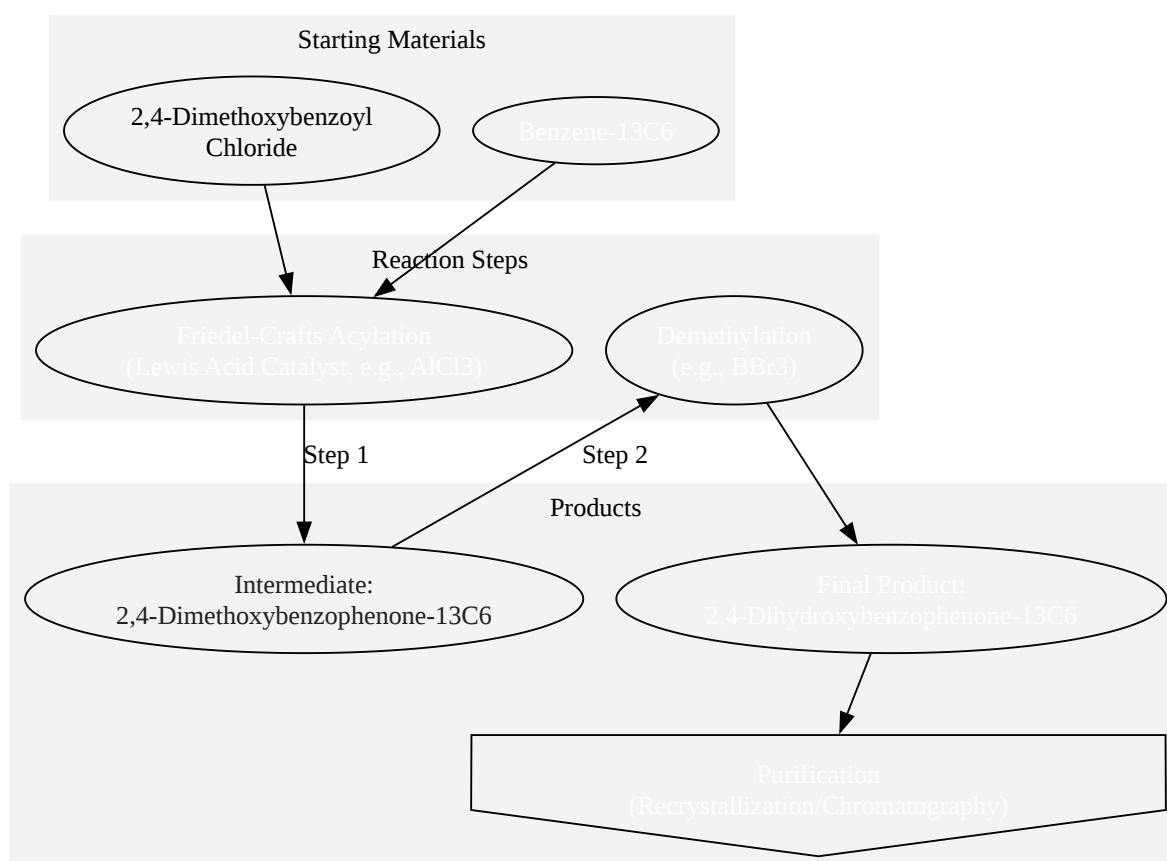 Starting Materials
2,4-Dimethoxybenzoyl
Chloride
Benzene-13C6
Reaction Steps
Friedel-Crafts Acylation
(Lewis Acid Catalyst, e.g., AlCl3)
Demethylation
(e.g., BBr3)
Step 1
Step 2
Products
Intermediate:
2,4-Dimethoxybenzophenone-13C6
Final Product:
2,4-Dihydroxybenzophenone-13C6
Purification
(Recrystallization/Chromatography)